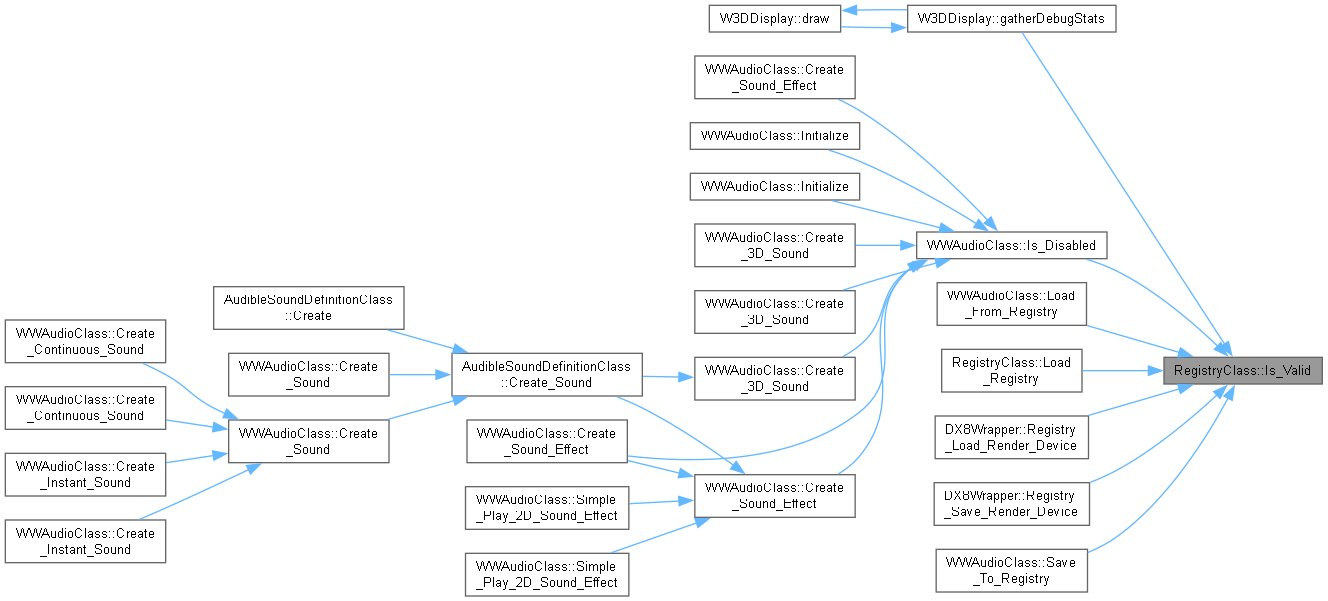 W3DDisplay::draw
W3DDisplay::gatherDebugStats
WWAudioClass::Create
_Sound_Effect
WWAudioClass::Initialize
WWAudioClass::Initialize
WWAudioClass::Create
_3D_Sound
WWAudioClass::Is_Disabled
WWAudioClass::Create
_3D_Sound
WWAudioClass::Load
_From_Registry
AudibleSoundDefinitionClass
::Create
WWAudioClass::Create
_Continuous_Sound
WWAudioClass::Create
_Sound
AudibleSoundDefinitionClass
::Create_Sound
WWAudioClass::Create
_3D_Sound
RegistryClass::Load
_Registry
RegistryClass::Is_Valid
WWAudioClass::Create
_Continuous_Sound
WWAudioClass::Create
_Sound
WWAudioClass::Create
_Sound_Effect
DX8Wrapper::Registry
_Load_Render_Device
WWAudioClass::Create
_Instant_Sound
WWAudioClass::Simple
_Play_2D_Sound_Effect
WWAudioClass::Create
_Sound_Effect
DX8Wrapper::Registry
_Save_Render_Device
WWAudioClass::Create
_Instant_Sound
WWAudioClass::Simple
_Play_2D_Sound_Effect
WWAudioClass::Save
_To_Registry